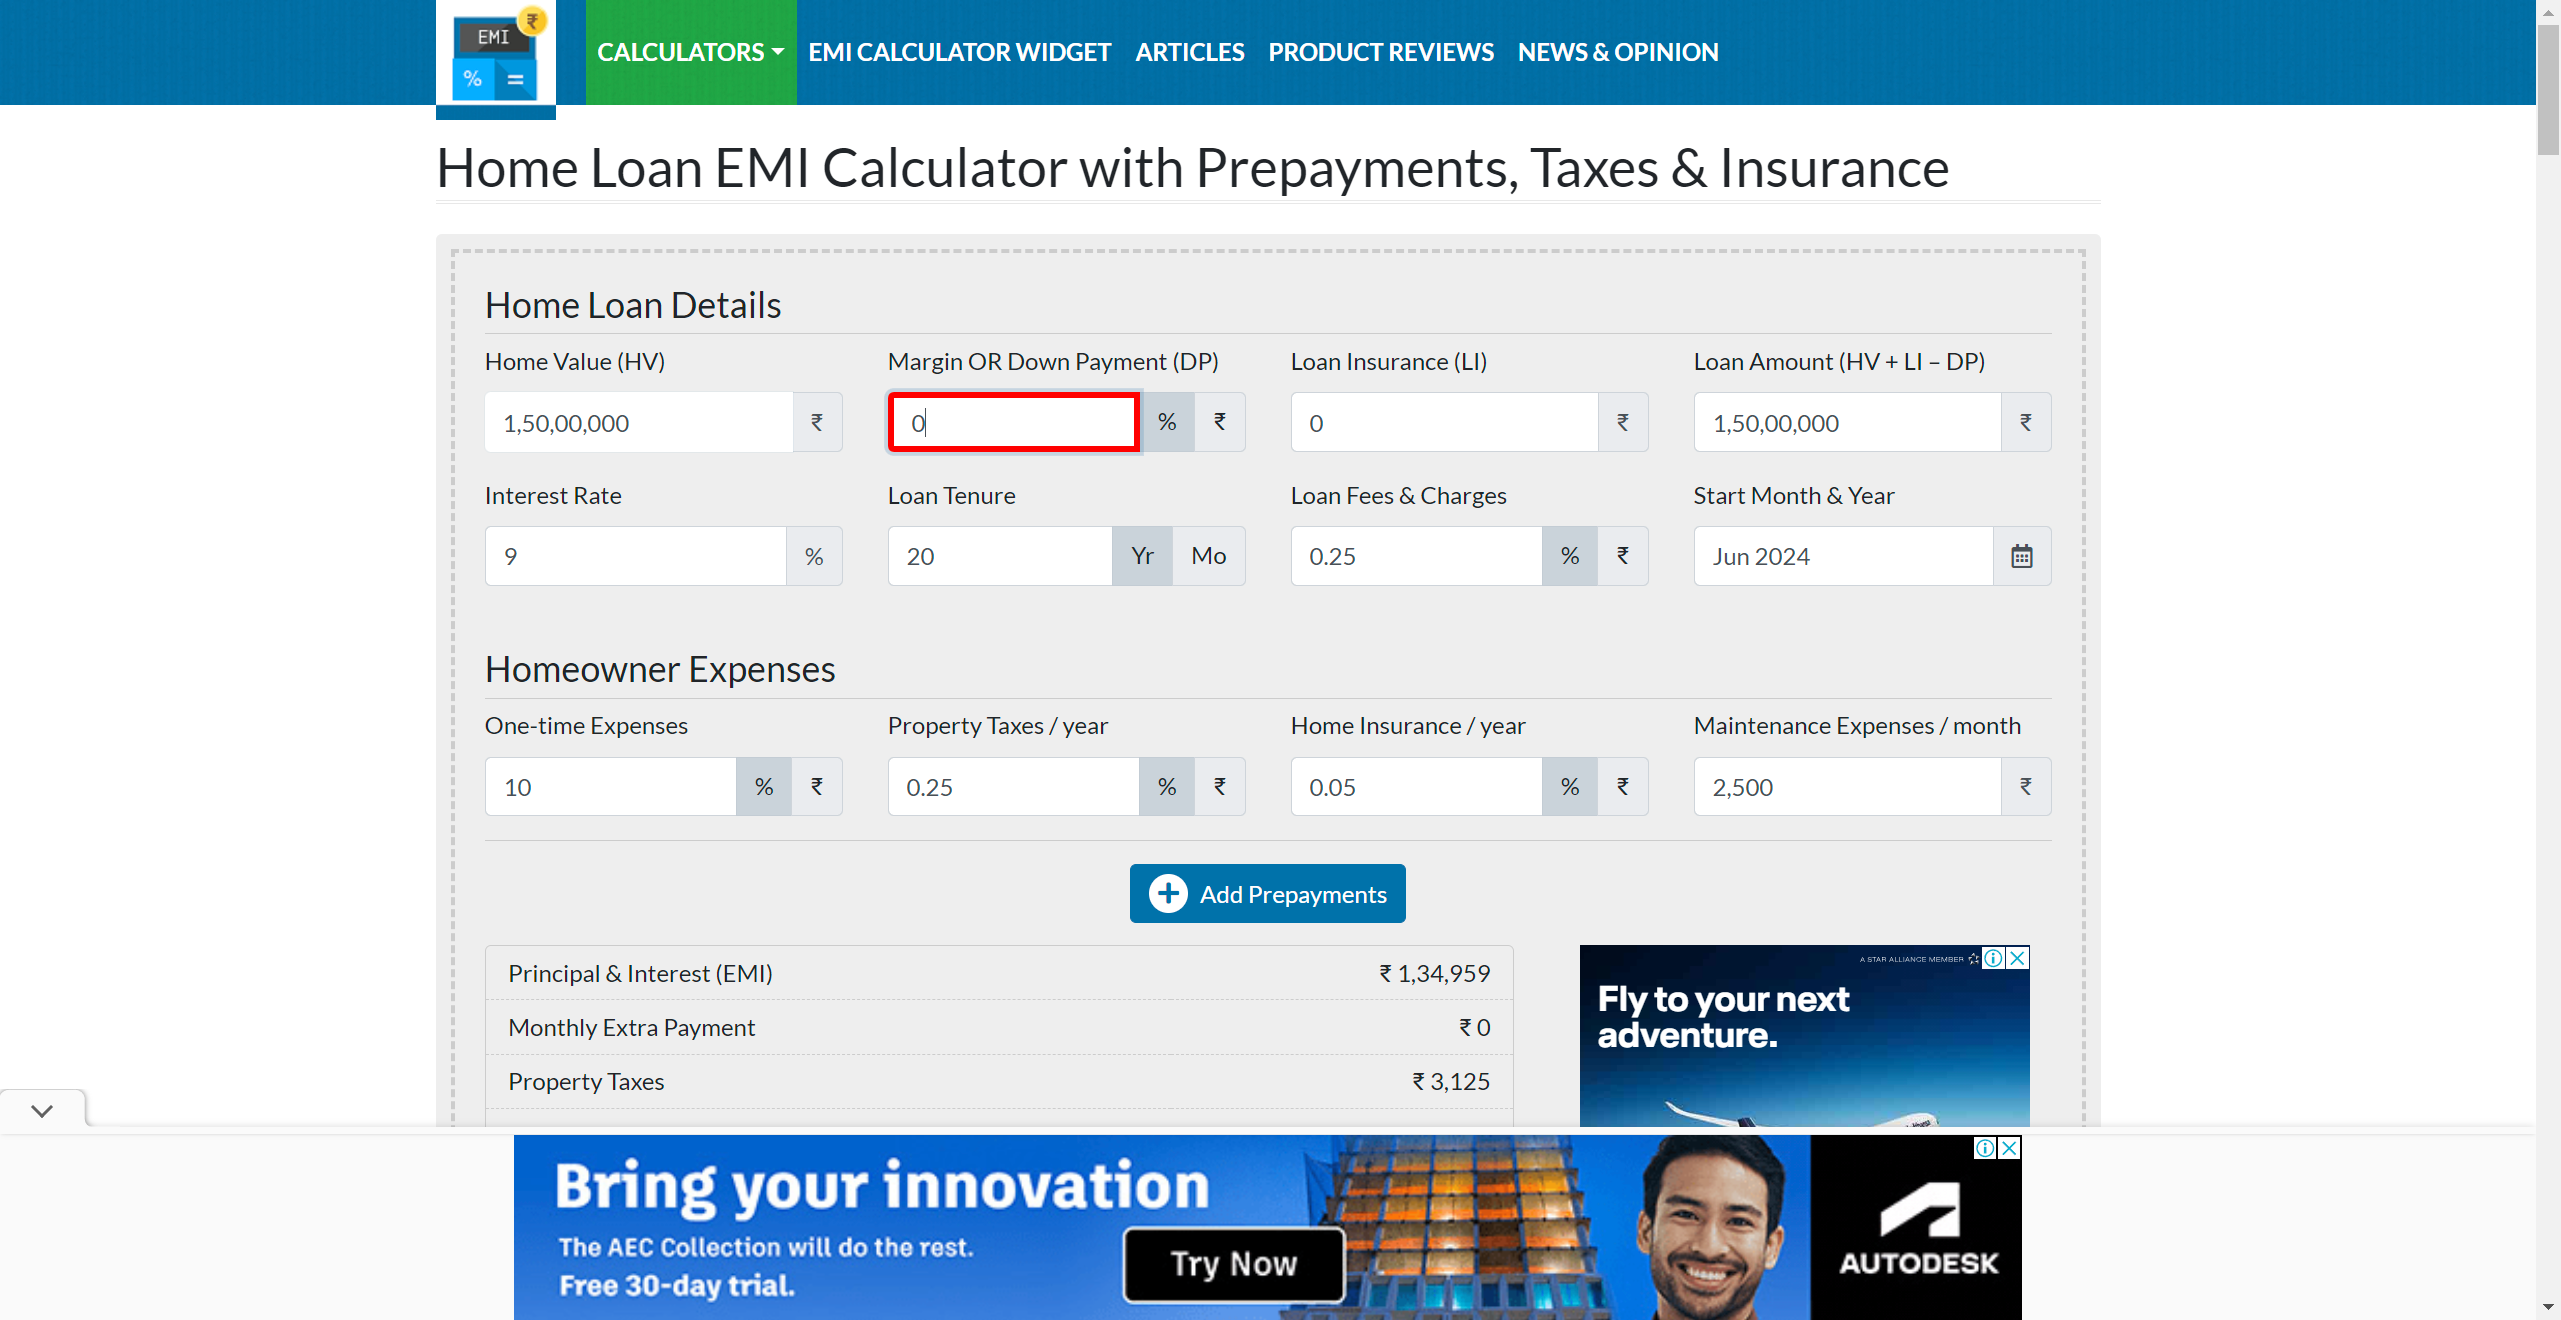 EMI
₹
%
=
CALCULATORS EMI CALCULATOR WIDGET ARTICLES PRODUCT REVIEWS NEWS & OPINION
Home Loan EMI Calculator with Prepayments, Taxes & Insurance
Home Loan Details
Home Value (HV) Margin OR Down Payment (DP) Loan Insurance (LI) Loan Amount (HV + LI – DP)
1,50,00,000 ₹ 0 % ₹ 0 ₹ 1,50,00,000 ₹
Interest Rate Loan Tenure Loan Fees & Charges Start Month & Year
9 % 20 Yr Mo 0.25 % ₹ Jun 2024
Homeowner Expenses
One-time Expenses Property Taxes / year Home Insurance / year Maintenance Expenses / month
10 % ₹ 0.25 % ₹ 0.05 % ₹ 2,500 ₹
Add Prepayments
Principal & Interest (EMI) ₹ 1,34,959
Monthly Extra Payment ₹ 0
Property Taxes ₹ 3,125
A STAR ALLIANCE MEMBER
Fly to your next
adventure.
Bring your innovation
The AEC Collection will do the rest.
Free 30-day trial.
Try Now
AUTODESK